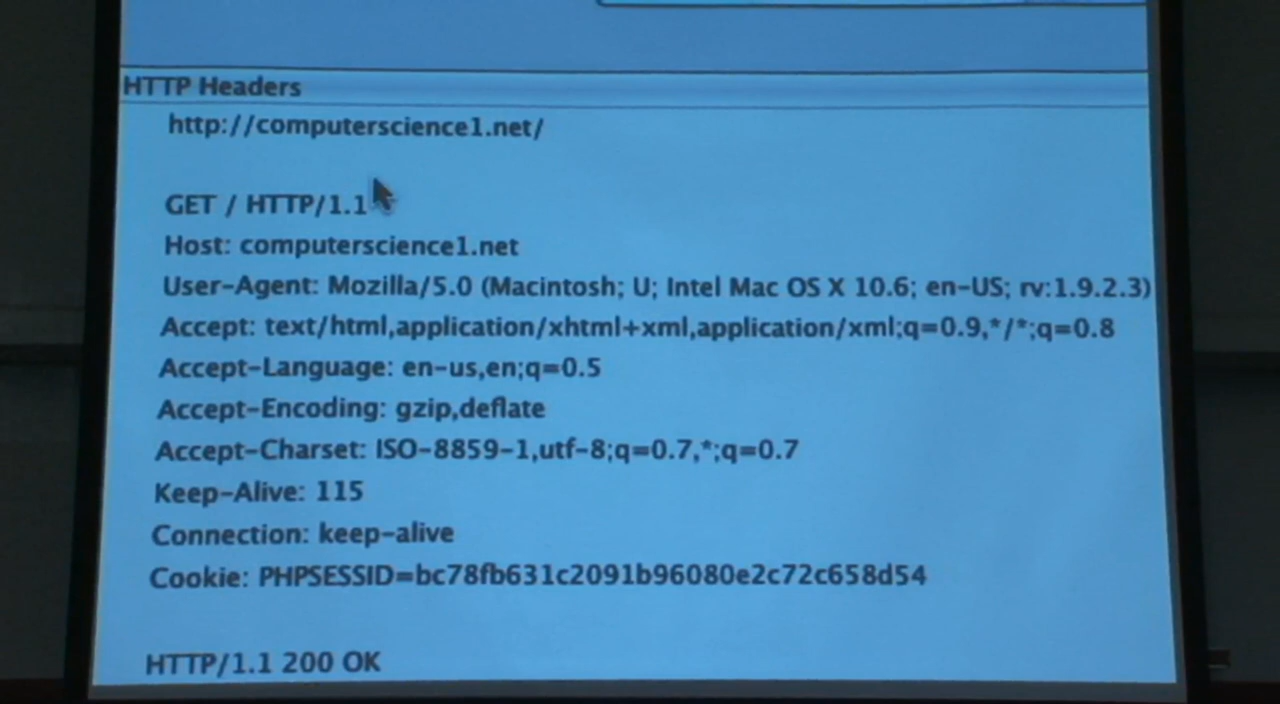 HTTP Headers
http://computerscience1.net/
GET / HTTP/1.1
Host: computerscience1.net
User-Agent: Mozilla/5.0 (Macintosh; U; Intel Mac OS X 10.6; en-US; rv:1.9.2.3)
Accept: text/html,application/xhtml+xml,application/xml;q=0.9,*/*;q=0.8
Accept-Language: en-us,en;q=0.5
Accept-Encoding: gzip,deflate
Accept-Charset: ISO-8859-1,utf-8;q=0.7,*;q=0.7
Keep-Alive: 115
Connection: keep-alive
Cookie: PHPSESSID=bc78fb631c2091b96080e2c72c658d54
HTTP/1.1 200 OK